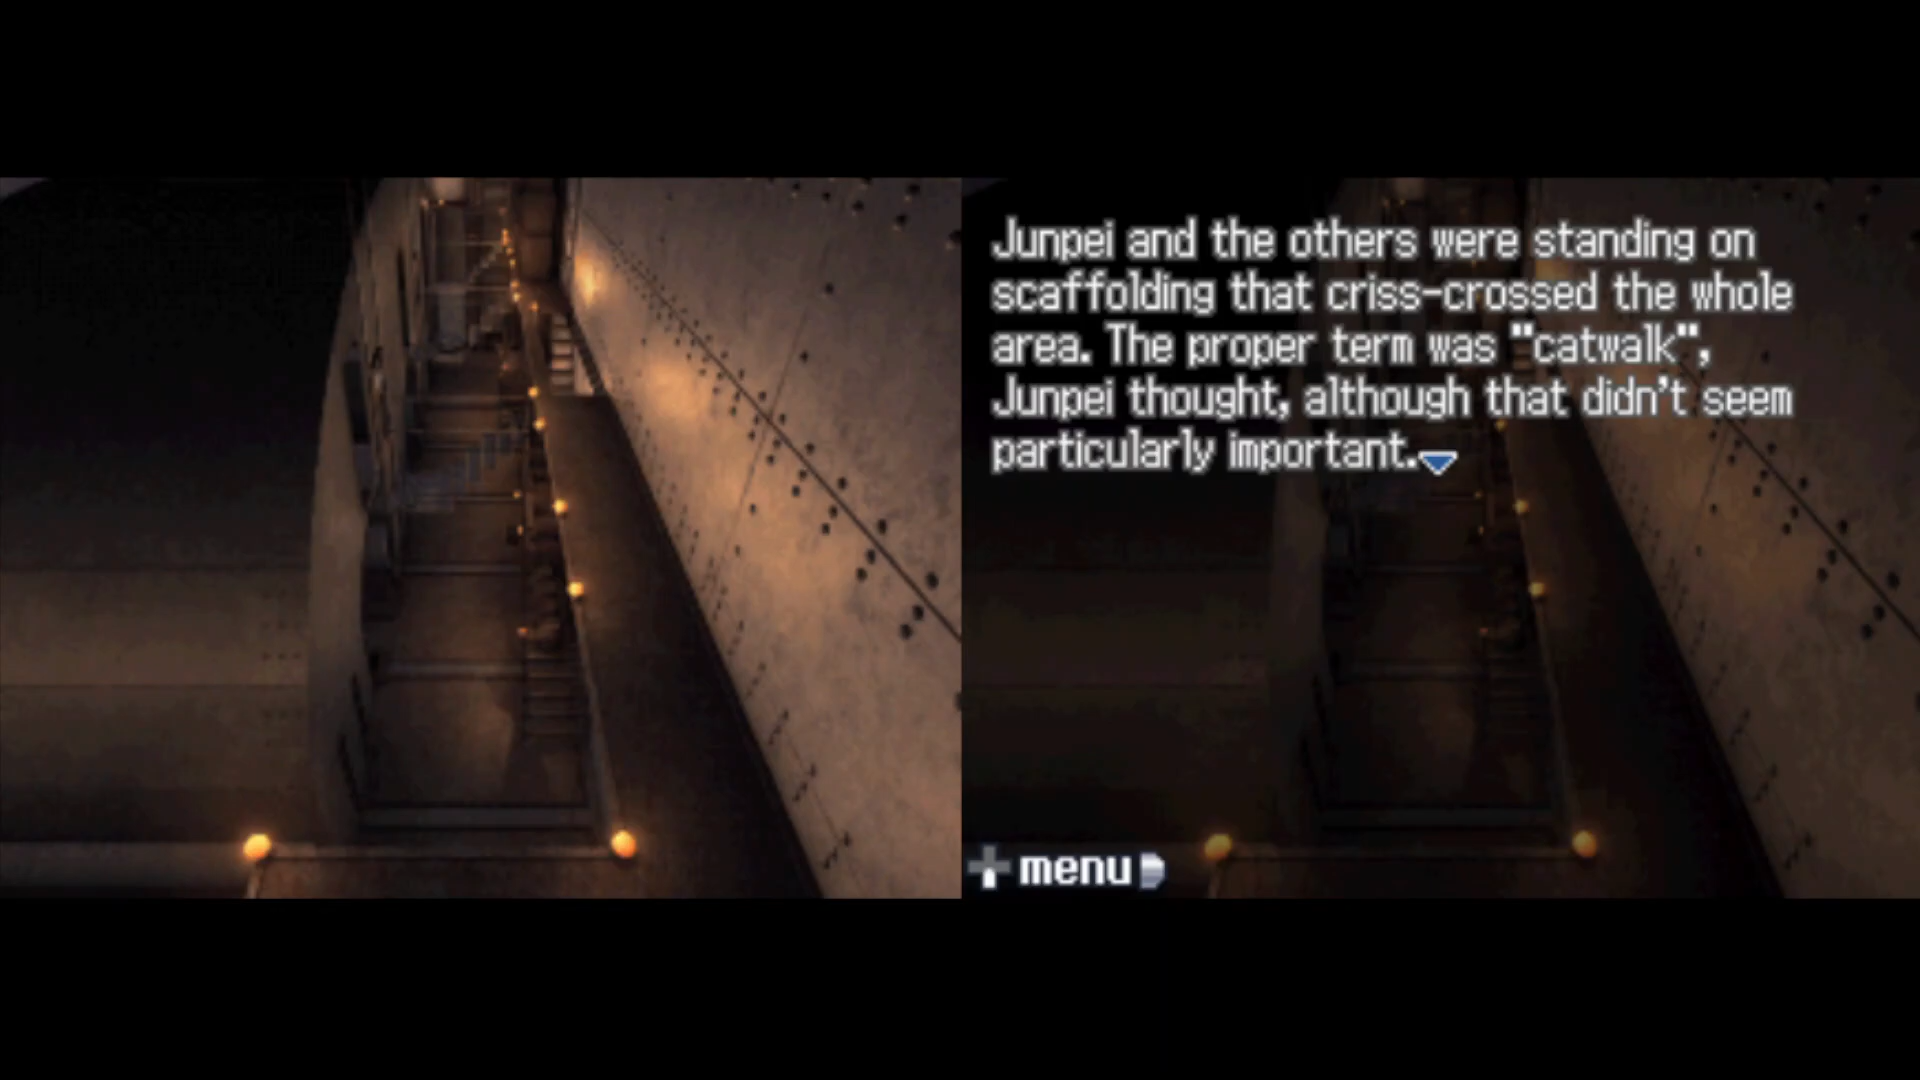 Junpei and the others were standing on
scaffolding that criss-crossed the whole
area. The proper term was "catwalk",
Junpei thought, although that didn't seem
particularly important.
menu